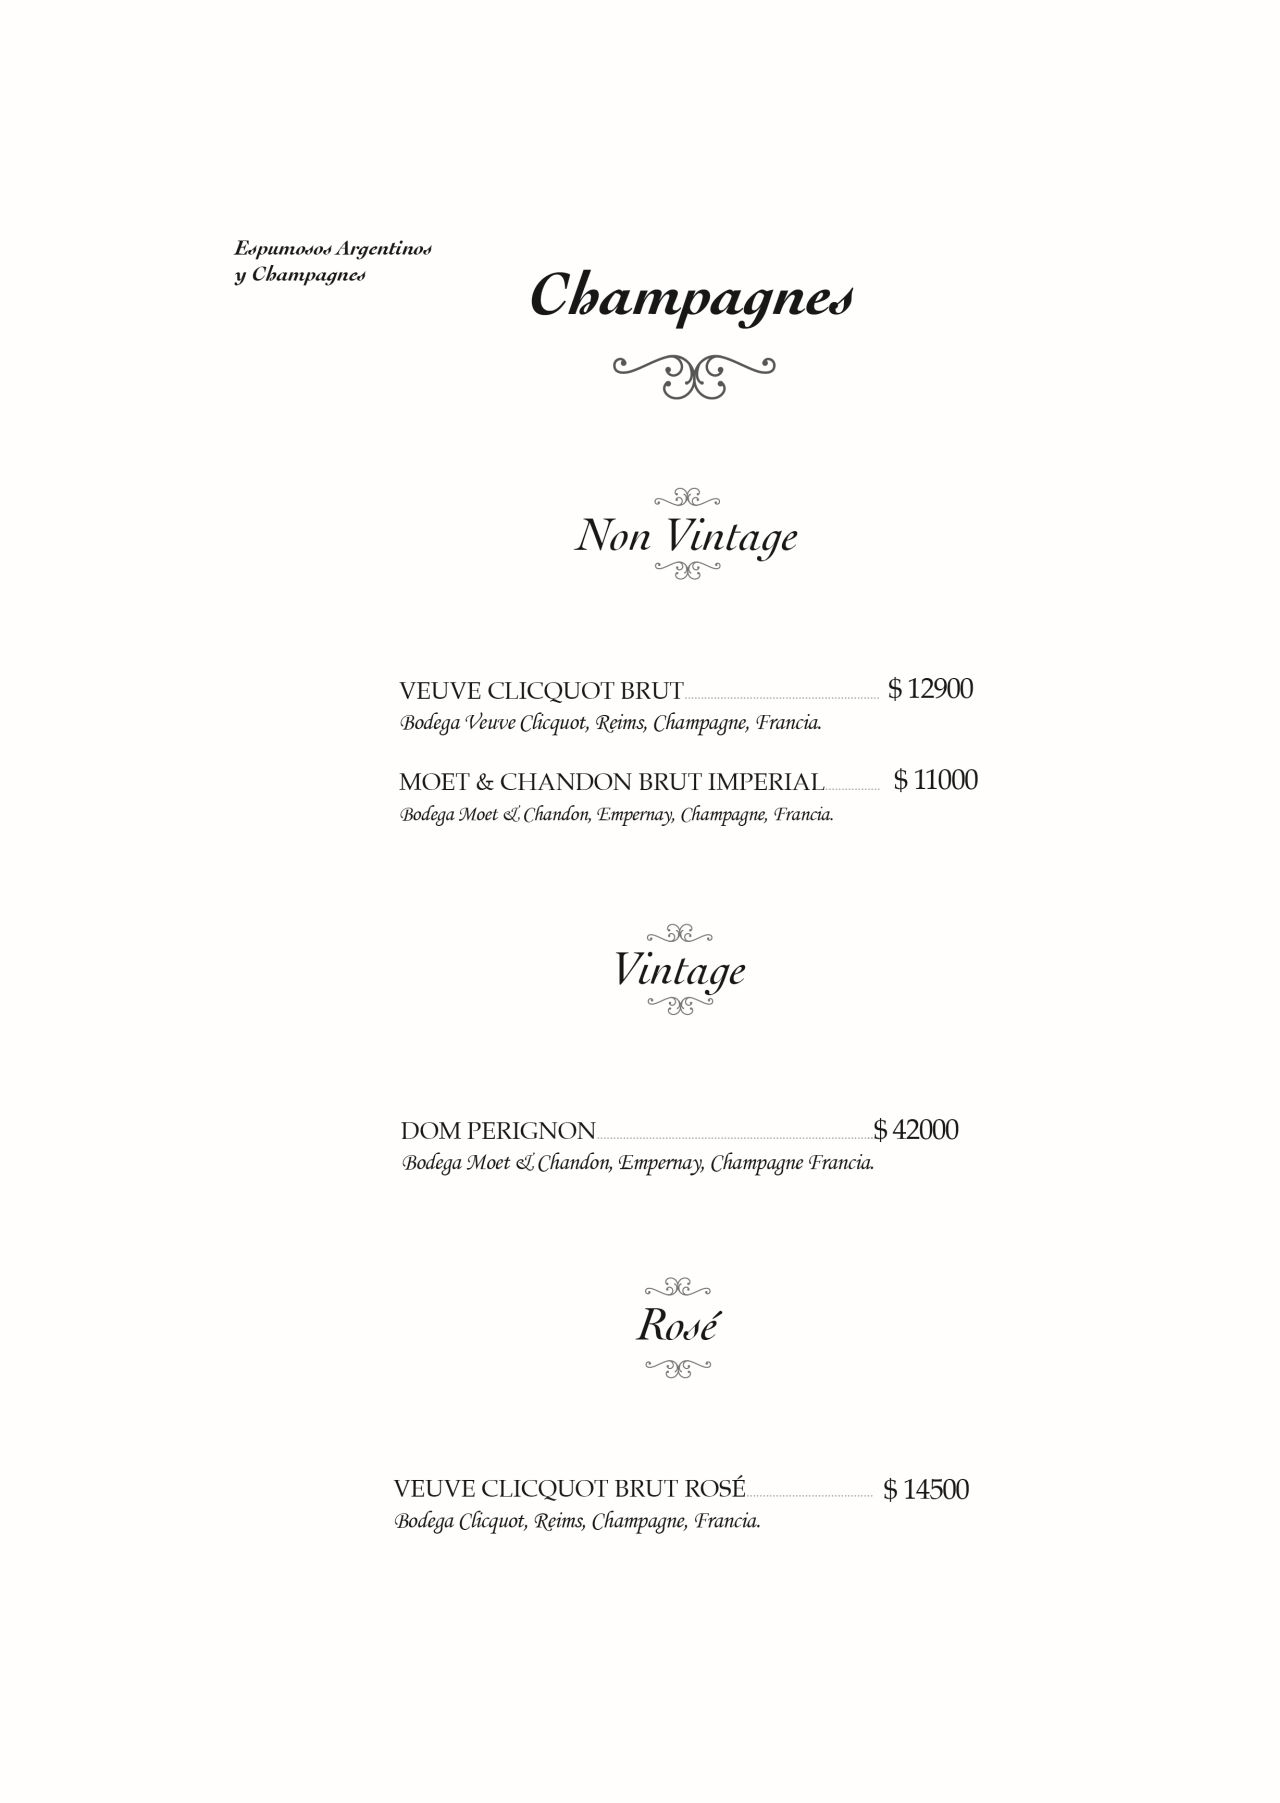 Espumosos Argentinos
y Champagnes
Champagnes
Non Vintage
VEUVE CLICQUOT BRUT........................................ $ 12900
Bodega Veuve Clicquot, Reims, Champagne, Francia.
MOET & CHANDON BRUT IMPERIAL............ $ 11000
Bodega Moet & Chandon, Empernay, Champagne, Francia.
Vintage
DOM PERIGNON........................................................$ 42000
Bodega Moet & Chandon, Empernay, Champagne Francia.
Rosé
VEUVE CLICQUOT BRUT ROSÉ.......................... $ 14500
Bodega Clicquot, Reims, Champagne, Francia.